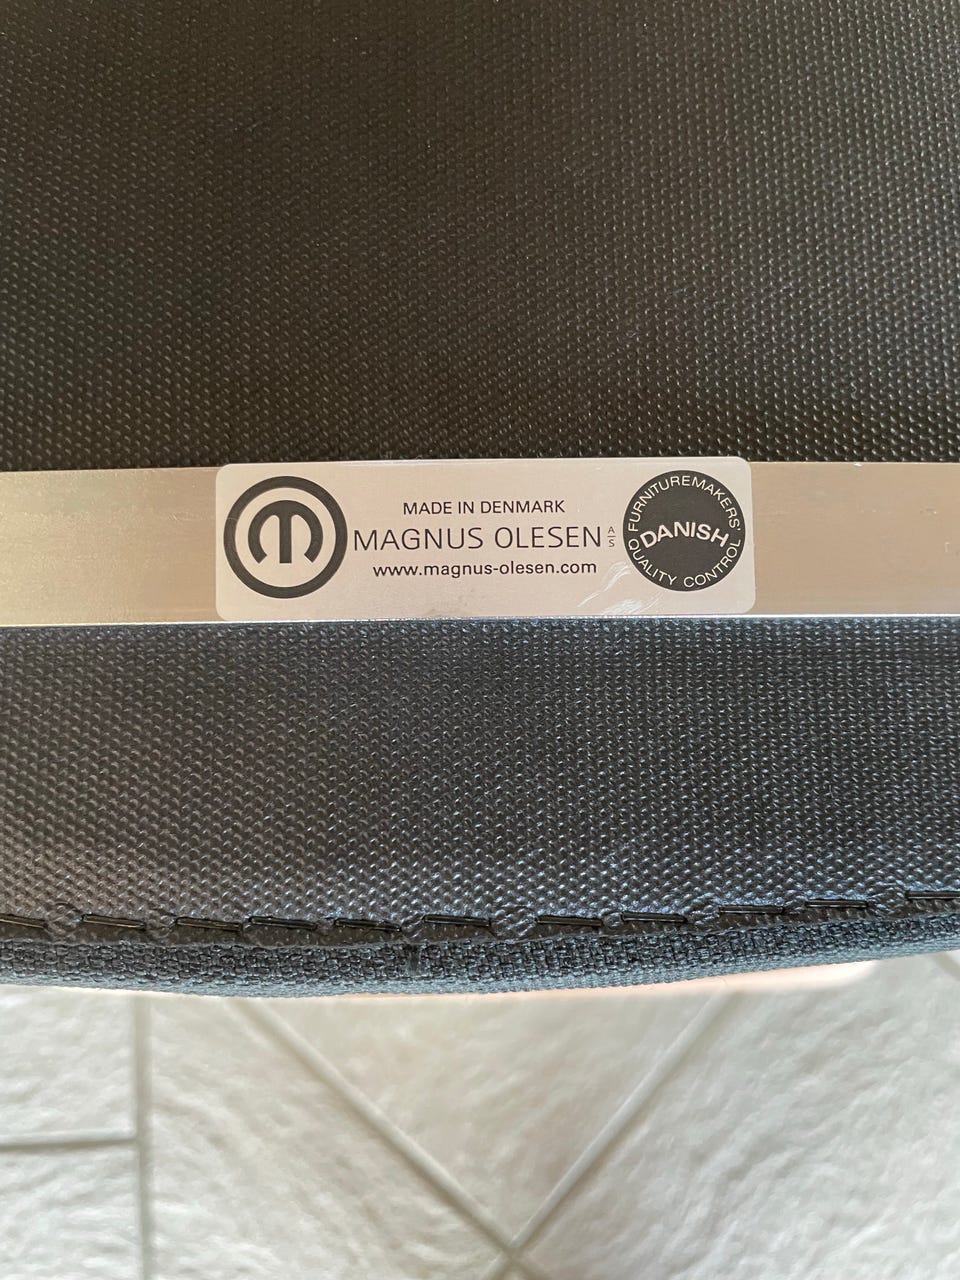 MADE IN DENMARK
MAGNUS OLESEN A/S
www.magnus-olesen.com
FURNITUREMAKERS'
DANISH
QUALITY CONTROL